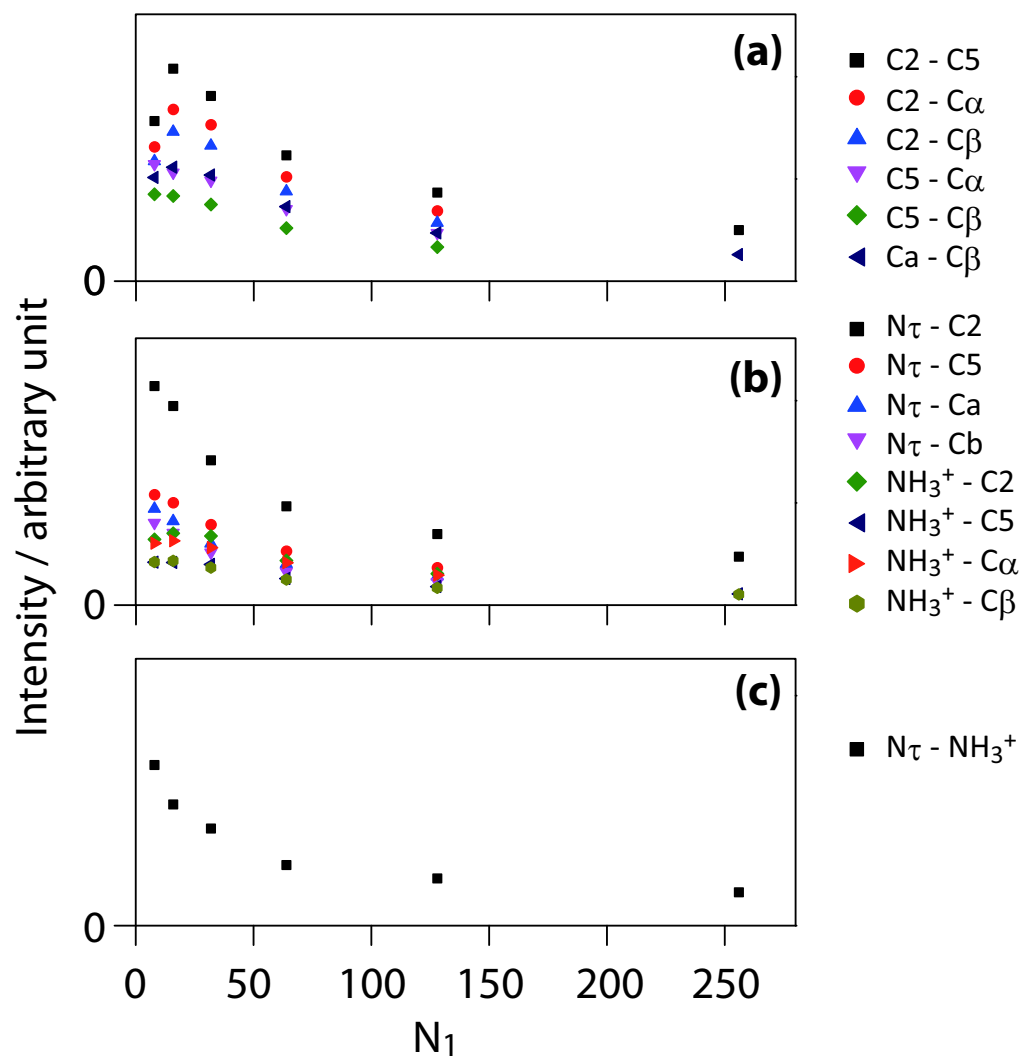 (a)
C2 - C5
C2 - Cα
C2 - Cβ
C5 - Cα
C5 - Cβ
Ca - Cβ
0
Intensity / arbitrary unit
(b)
Nτ - C2
Nτ - C5
Nτ - Ca
Nτ - Cb
NH₃⁺ - C2
NH₃⁺ - C5
NH₃⁺ - Cα
NH₃⁺ - Cβ
0
(c)
Nτ - NH₃⁺
0
0 50 100 150 200 250
N₁